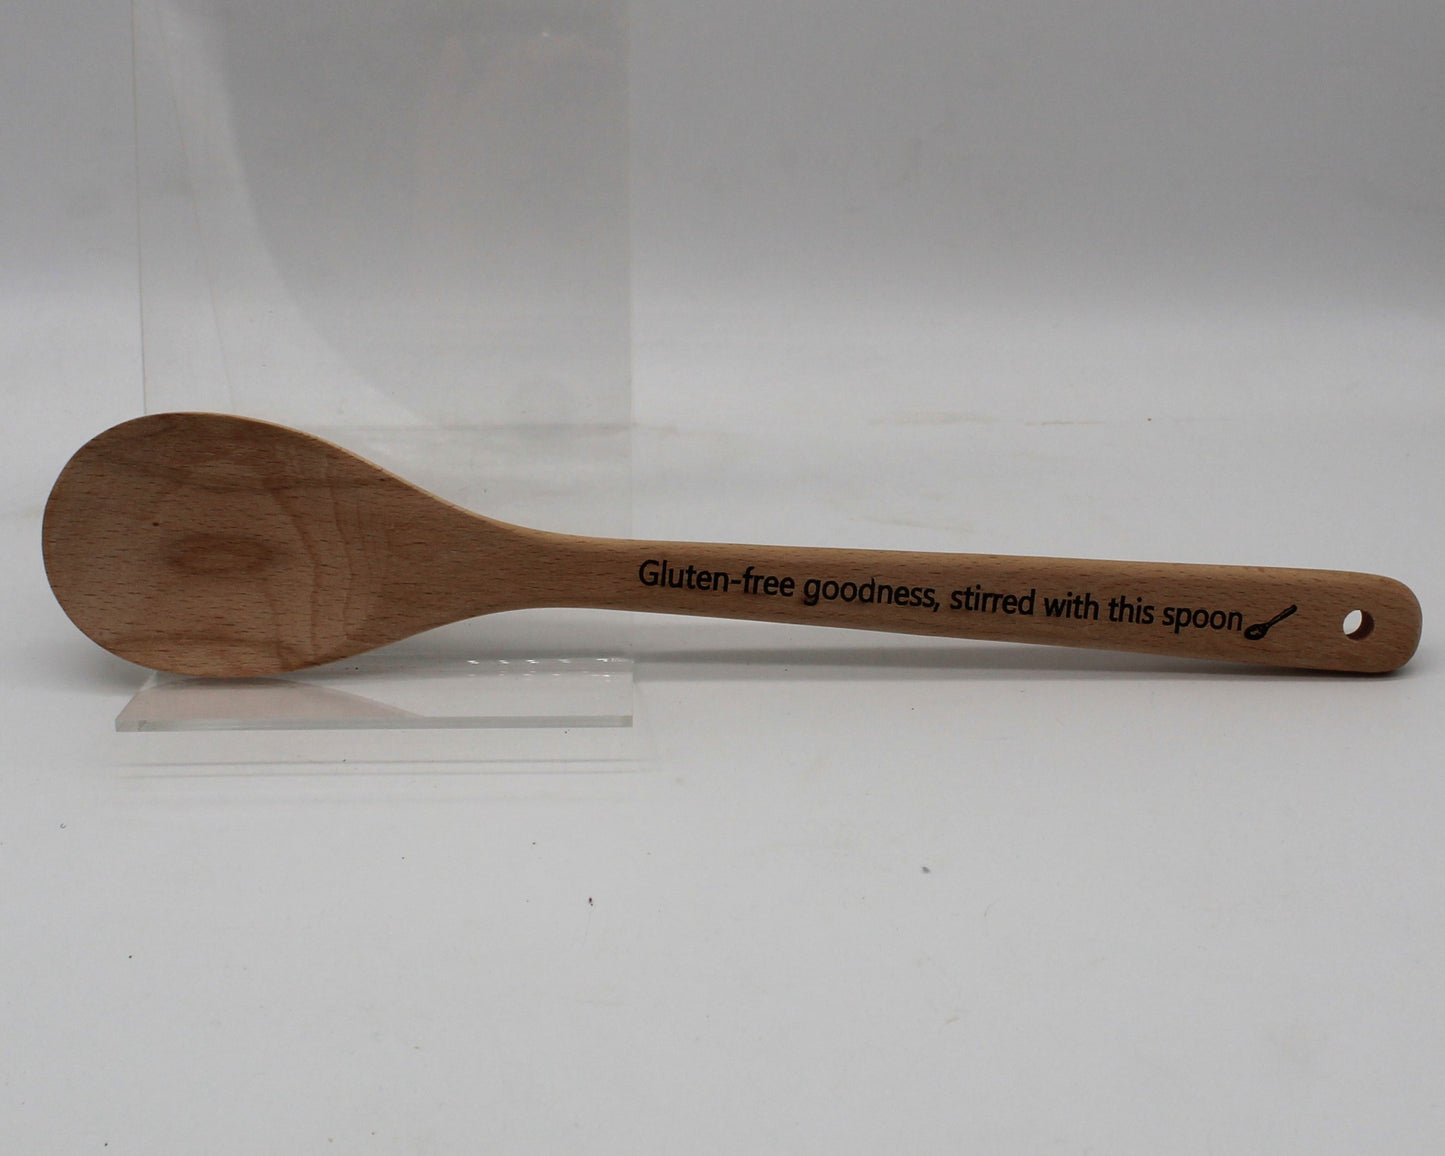 Gluten-free goodness, stirred with this spoon